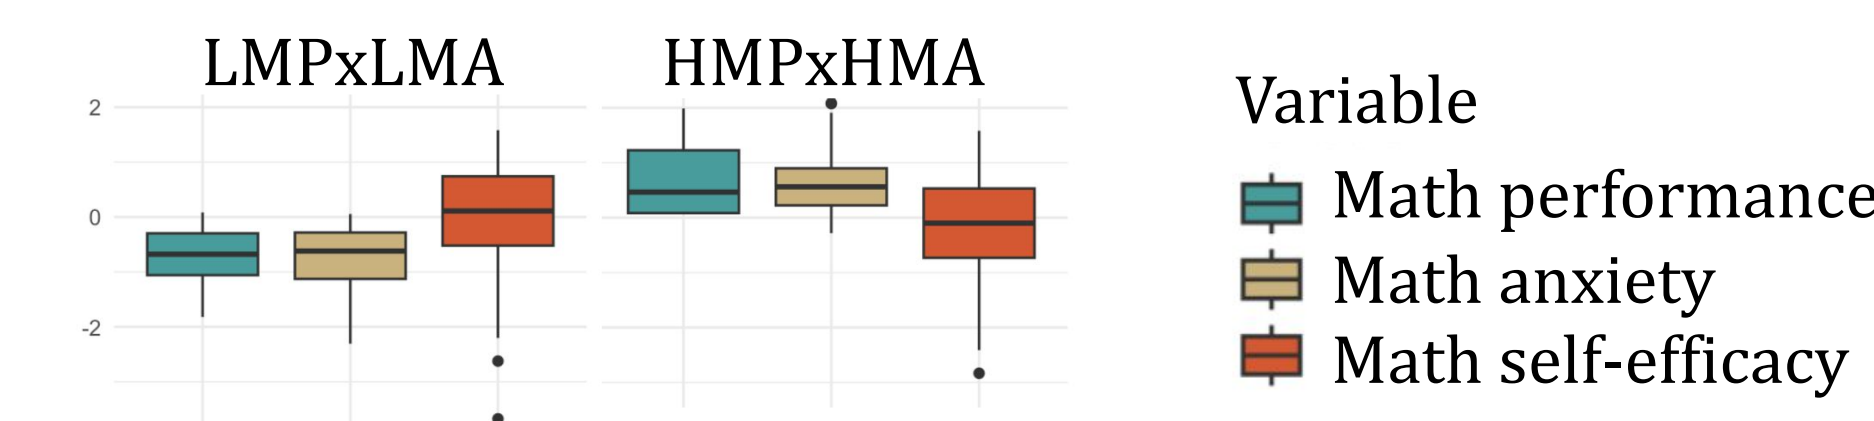 LMPxLMA HMPxHMA
2
0
-2
Variable
Math performance
Math anxiety
Math self-efficacy